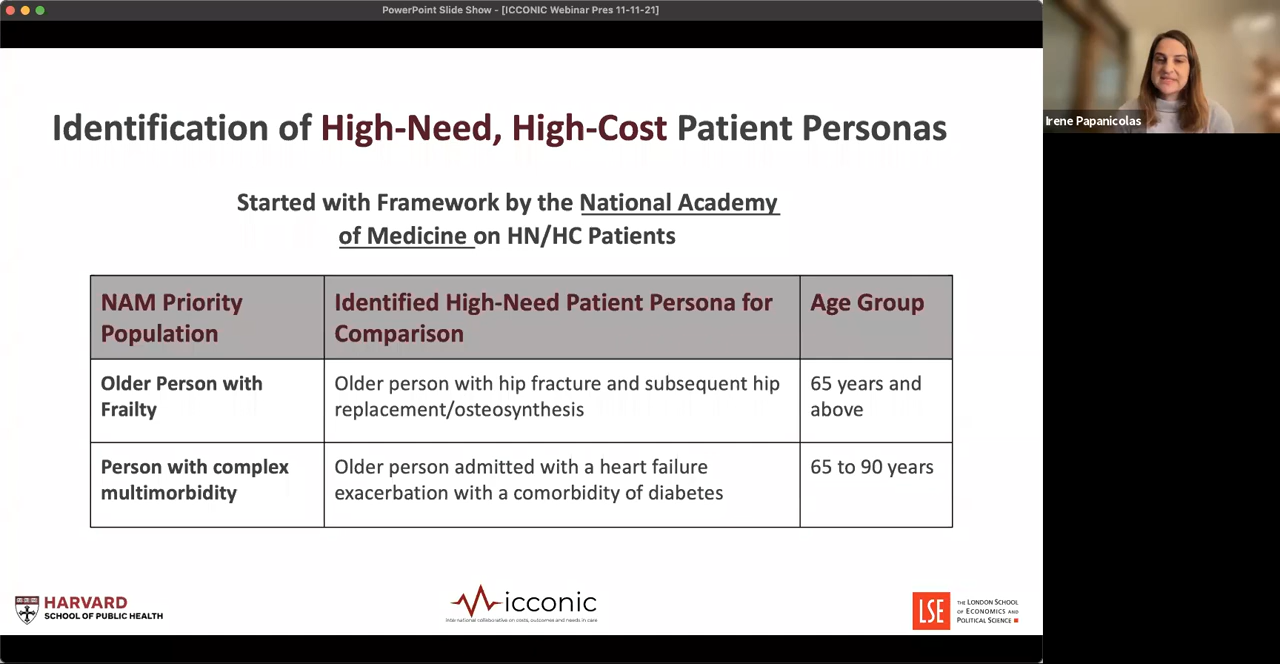 PowerPoint Slide Show - [ICCONIC Webinar Pres 11-11-21]
Irene Papanicolas
Identification of High-Need, High-Cost Patient Personas
Started with Framework by the National Academy
of Medicine on HN/HC Patients
NAM Priority
Population
Identified High-Need Patient Persona for
Comparison
Age Group
Older Person with
Frailty
Older person with hip fracture and subsequent hip
replacement/osteosynthesis
65 years and
above
Person with complex
multimorbidity
Older person admitted with a heart failure
exacerbation with a comorbidity of diabetes
65 to 90 years
HARVARD
SCHOOL OF PUBLIC HEALTH
icconic
International collaborative on costs, outcomes and needs in care
LSE
THE LONDON SCHOOL
OF ECONOMICS AND
POLITICAL SCIENCE